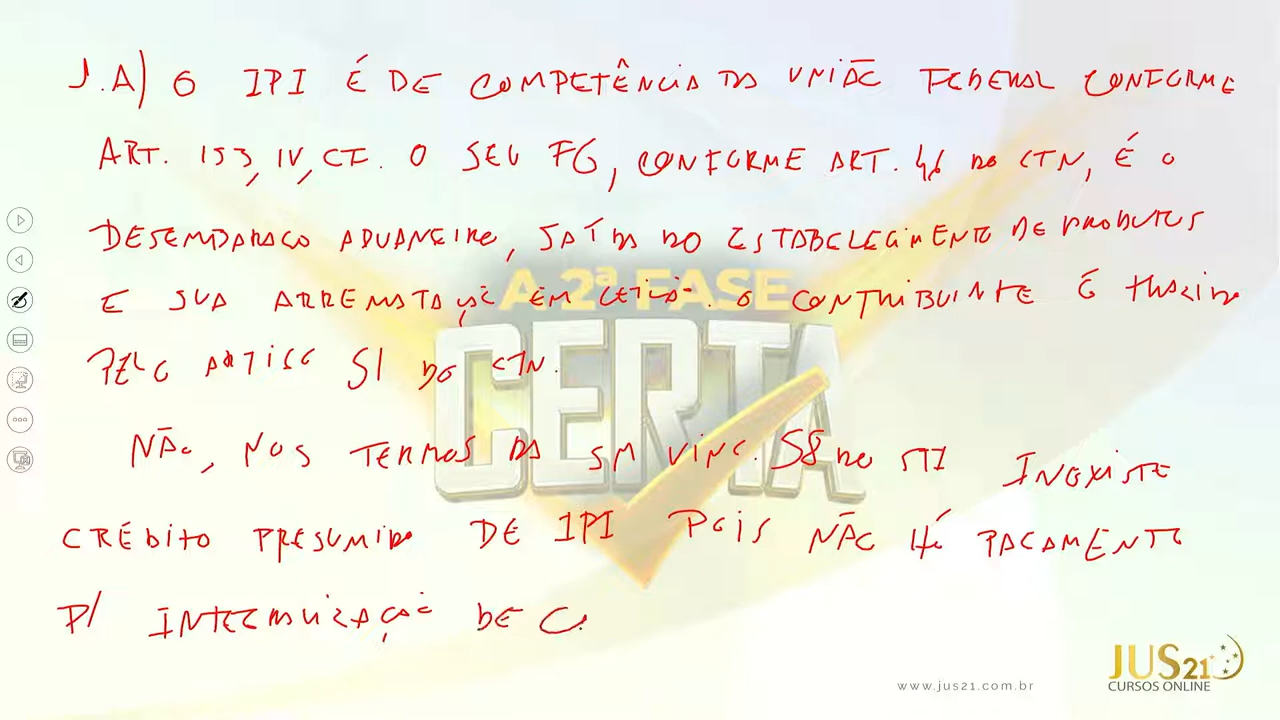 1.A) O IPI É DE COMPETÊNCIA DA UNIÃO FEDERAL CONFORME
ART. 153, IV, CF. O SEU FG, CONFORME ART. 46 DO CTN, É O
DESEMBARAÇO ADUANEIRO, SAÍDA DO ESTABELECIMENTO DE PRODUTOS
E SUA ARREMATAÇÃO EM LEILÃO. O CONTRIBUINTE É TRAZIDO
PELO ARTIGO 51 DO CTN.
NÃO, NOS TERMOS DA SM VINC. 58 DO STF INEXISTE
CRÉDITO PRESUMIDO DE IPI POIS NÃO HÁ PAGAMENTO
P/ INTERNALIZAÇÃO DE C
A 2ª FASE
CERTA
JUS21
CURSOS ONLINE
www.jus21.com.br